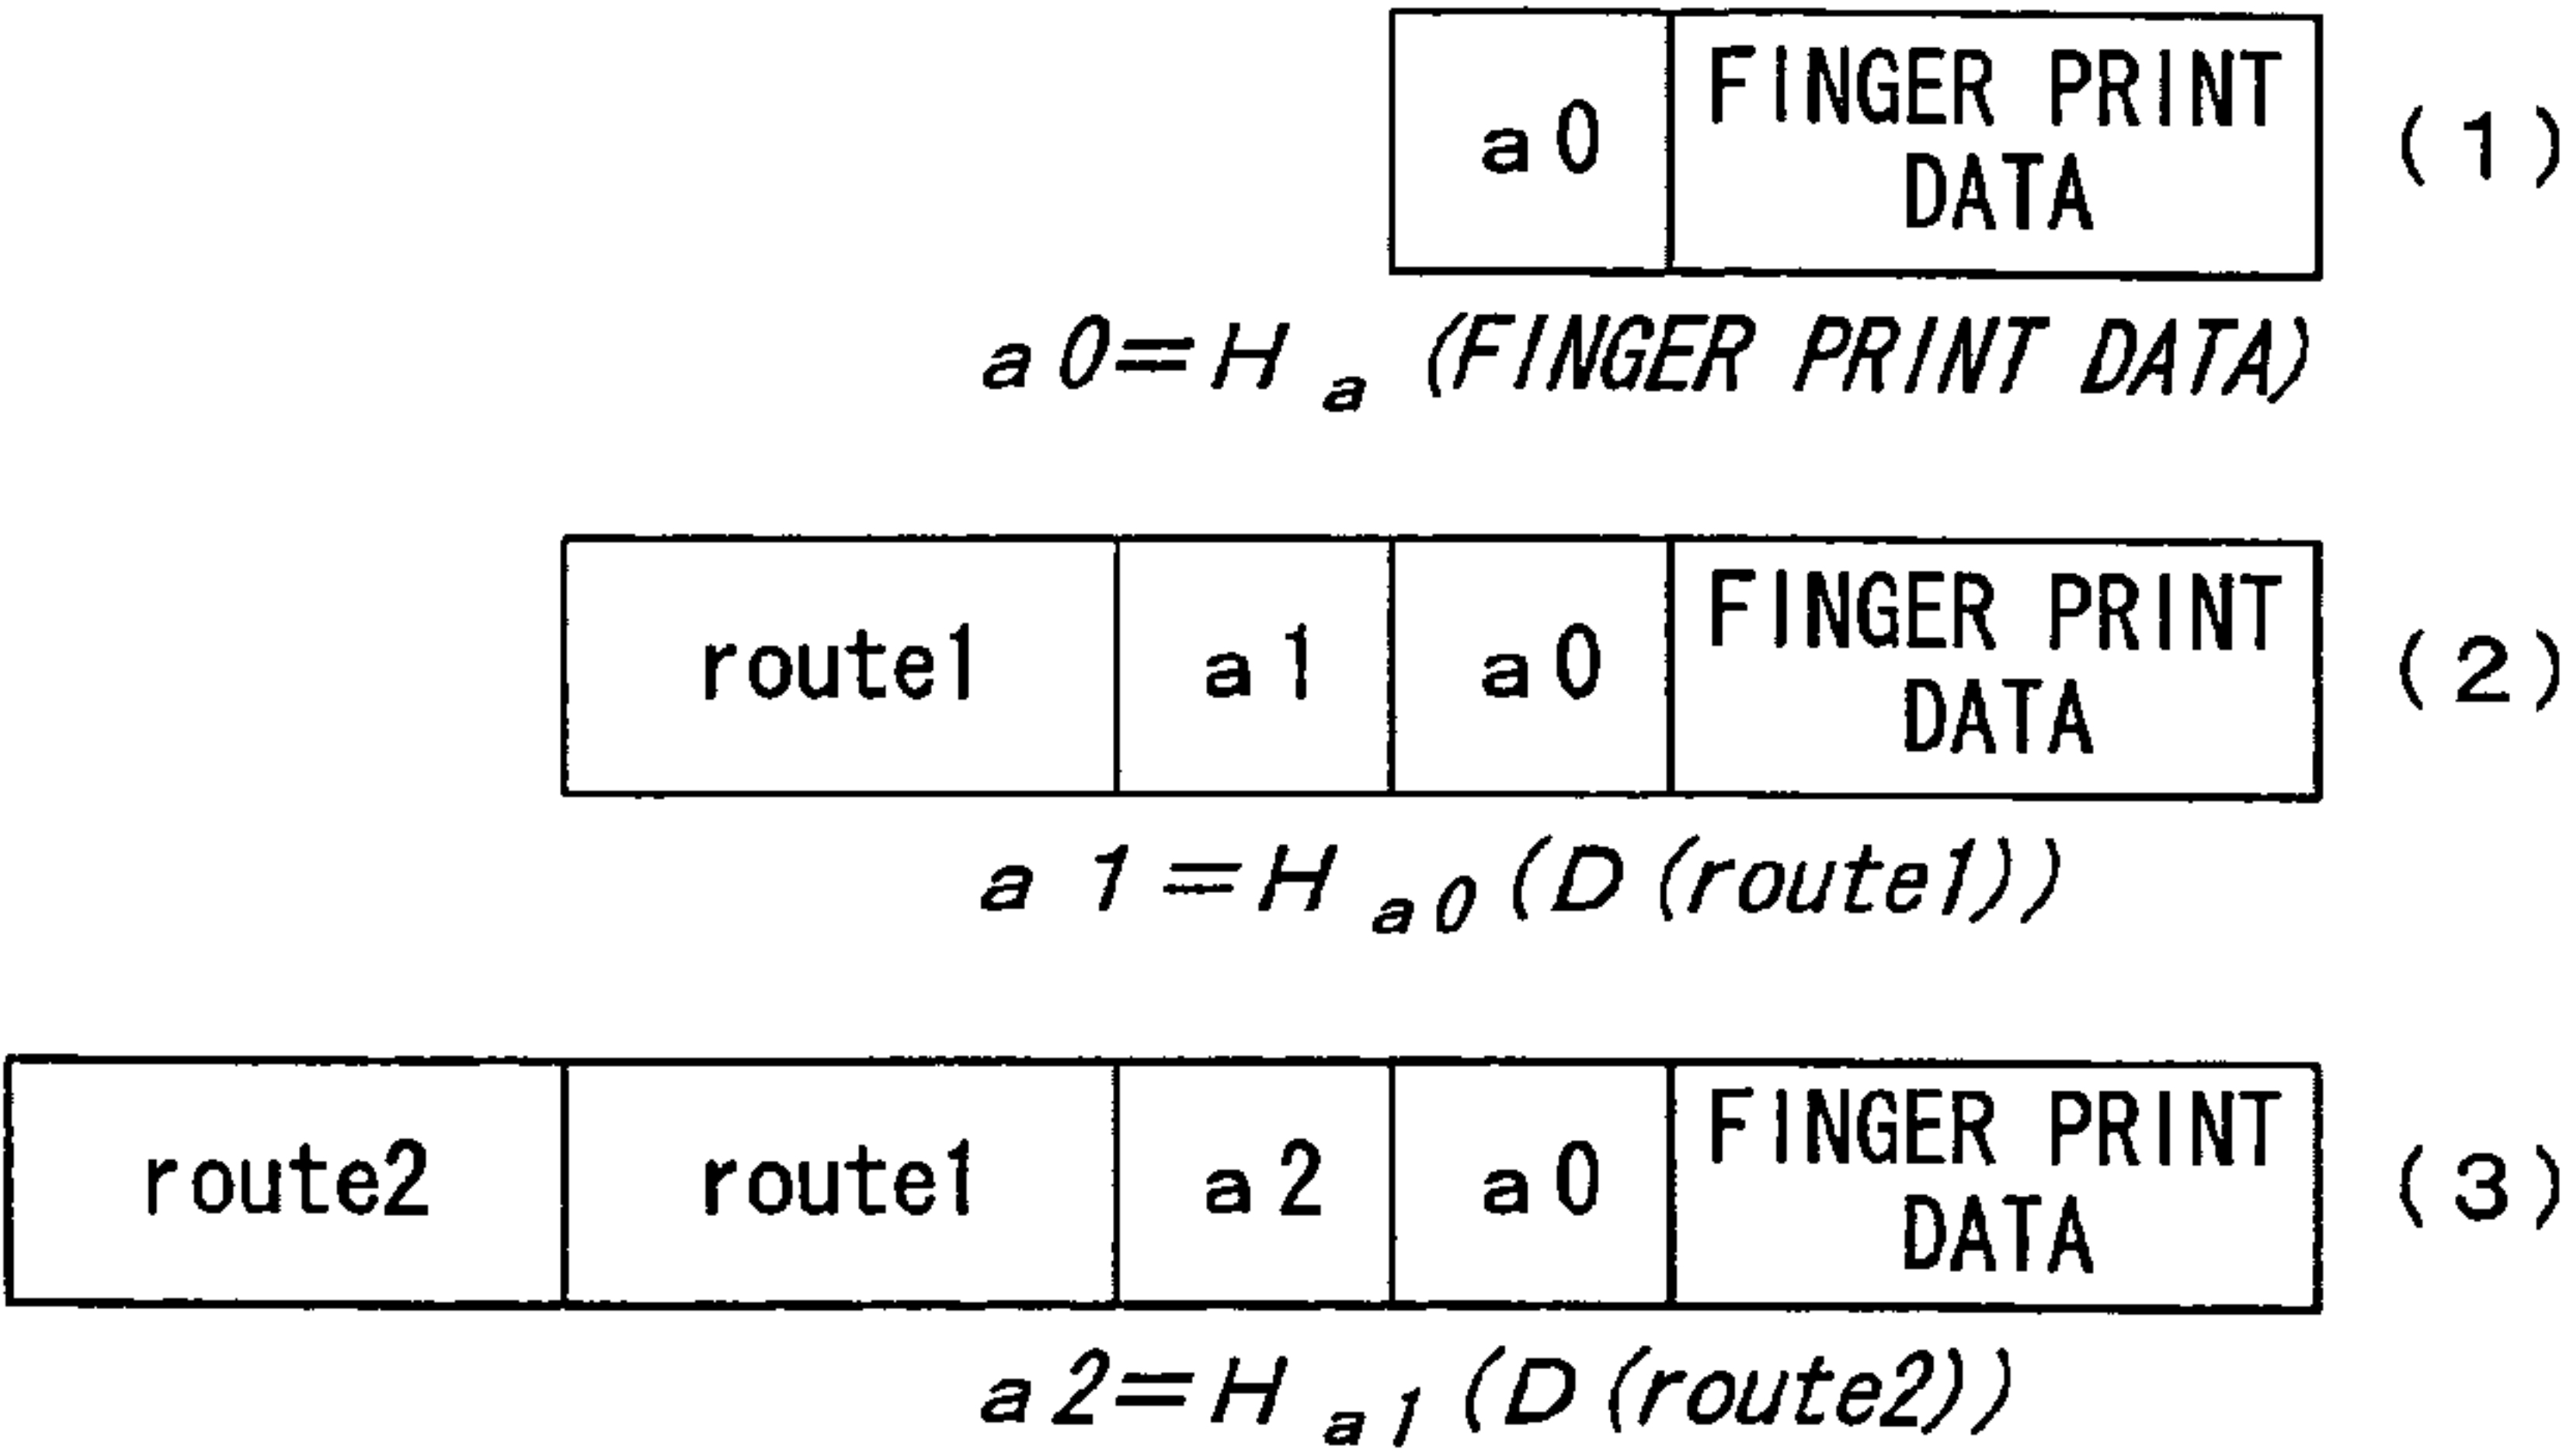 a0 FINGER PRINT DATA (1)
a0=H a (FINGER PRINT DATA)
route1 a1 a0 FINGER PRINT DATA (2)
a1=H a0 (D(route1))
route2 route1 a2 a0 FINGER PRINT DATA (3)
a2=H a1 (D(route2))